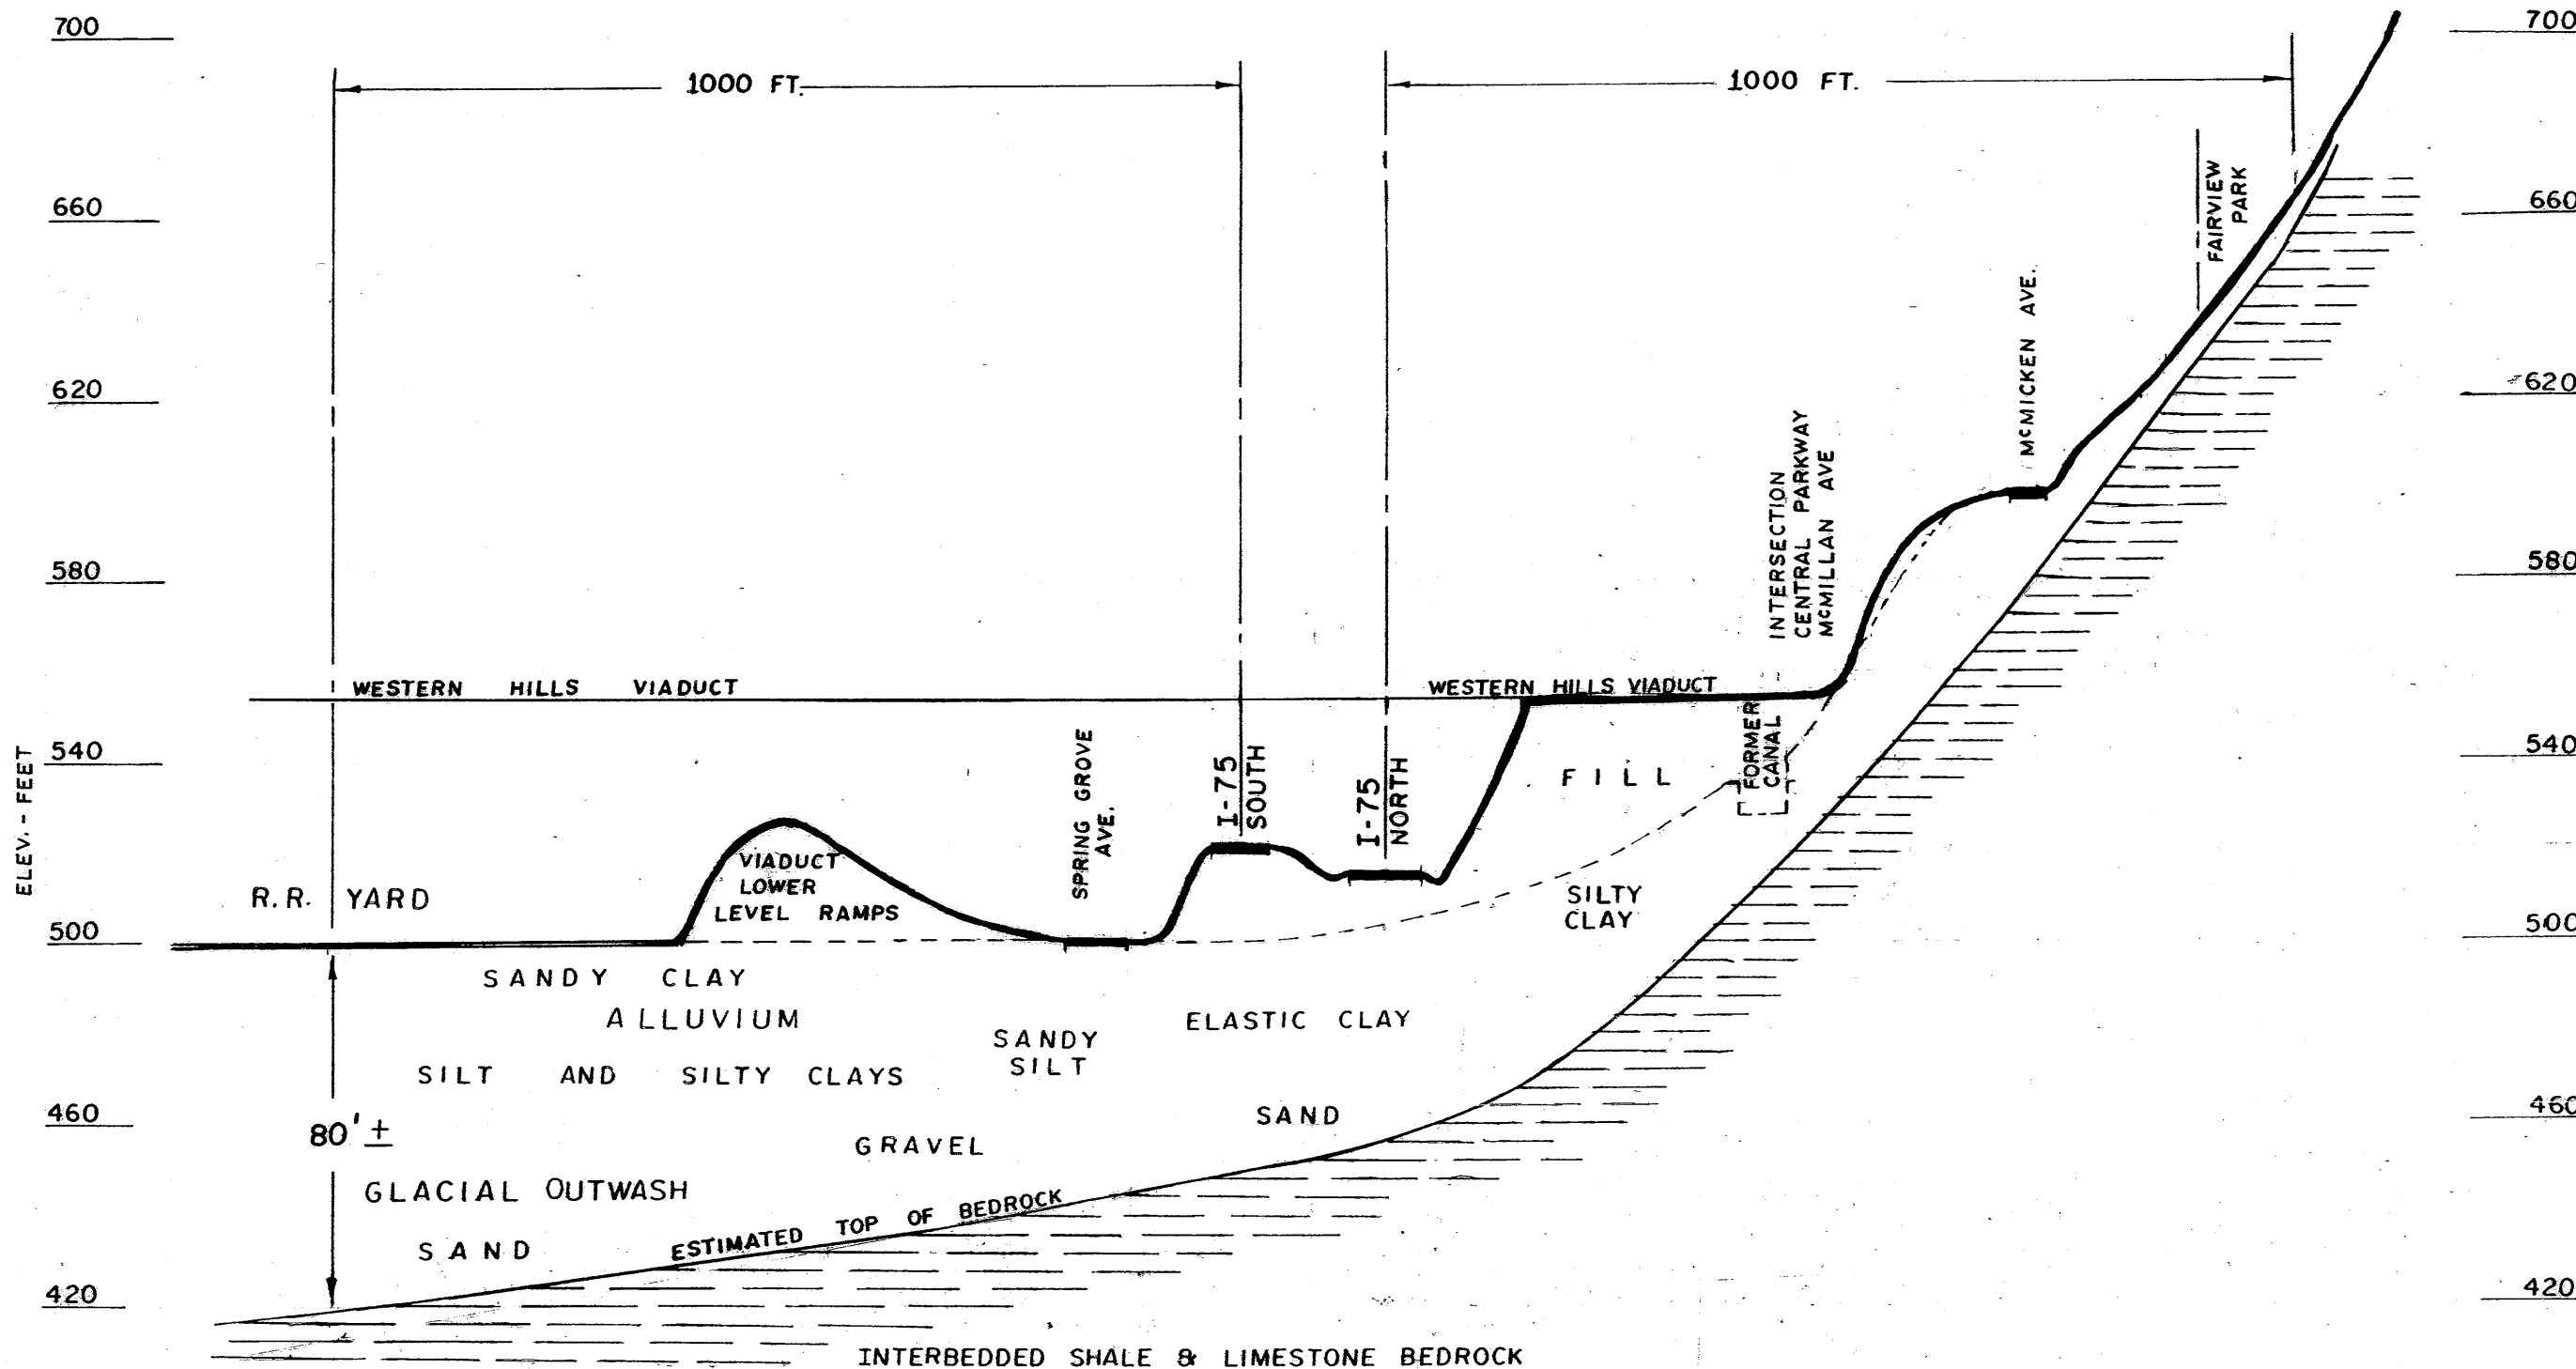 700
700
1000 FT.
1000 FT.
660
660
FAIRVIEW
PARK
620
620
McMICKEN AVE.
INTERSECTION
CENTRAL PARKWAY
McMILLAN AVE
580
580
WESTERN HILLS VIADUCT
WESTERN HILLS VIADUCT
ELEV. - FEET
540
540
SPRING GROVE
AVE.
I-75
SOUTH
I-75
NORTH
FILL
FORMER
CANAL
VIADUCT
LOWER
LEVEL RAMPS
R.R. YARD
SILTY
CLAY
500
500
SANDY CLAY
ALLUVIUM
SILT AND SILTY CLAYS
SANDY
SILT
ELASTIC CLAY
460
460
80' ±
SAND
GRAVEL
GLACIAL OUTWASH
SAND
ESTIMATED TOP OF BEDROCK
420
420
INTERBEDDED SHALE & LIMESTONE BEDROCK